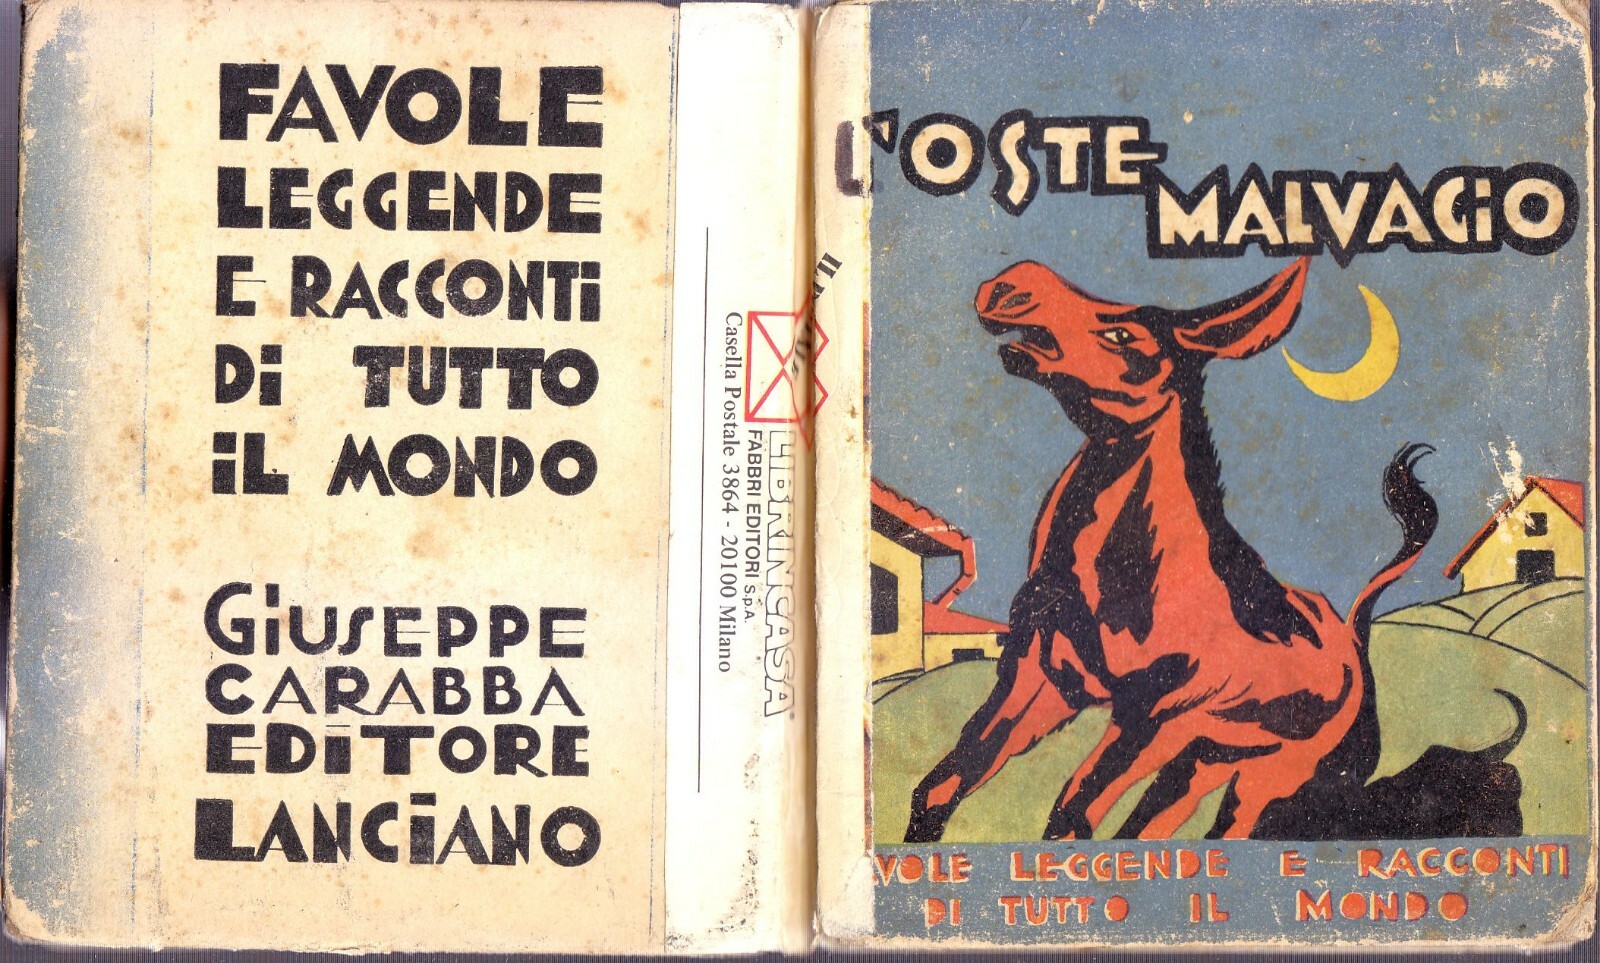 FAVOLE
LEGGENDE
E RACCONTI
DI TUTTO
IL MONDO
GIUSEPPE
CARABBA
EDITORE
LANCIANO
LIBRINCASA®
FABBRI EDITORI S.p.A.
Casella Postale 3864 - 20100 Milano
L'OSTE
MALVAGIO
VOLE LEGGENDE E RACCONTI
DI TUTTO IL MONDO